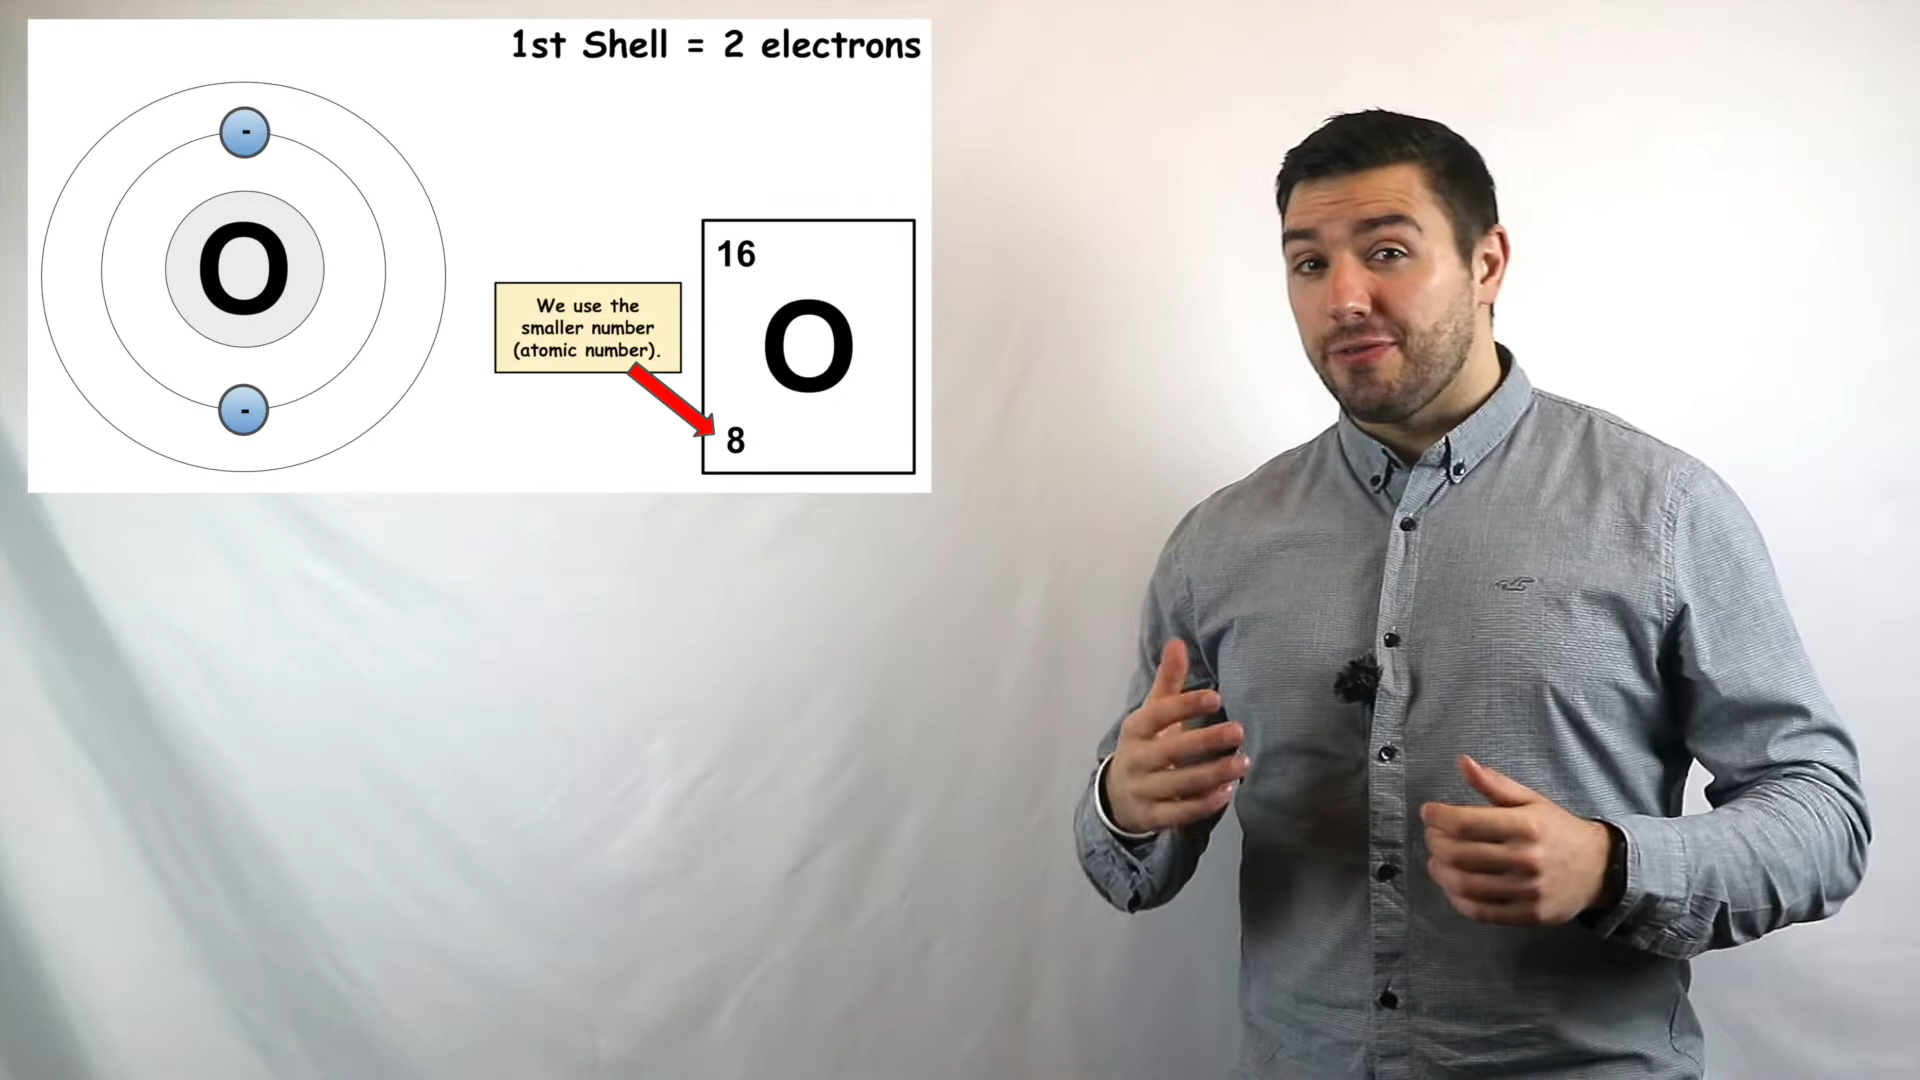 1st Shell = 2 electrons
-
O
-
We use the
smaller number
(atomic number).
16
O
8